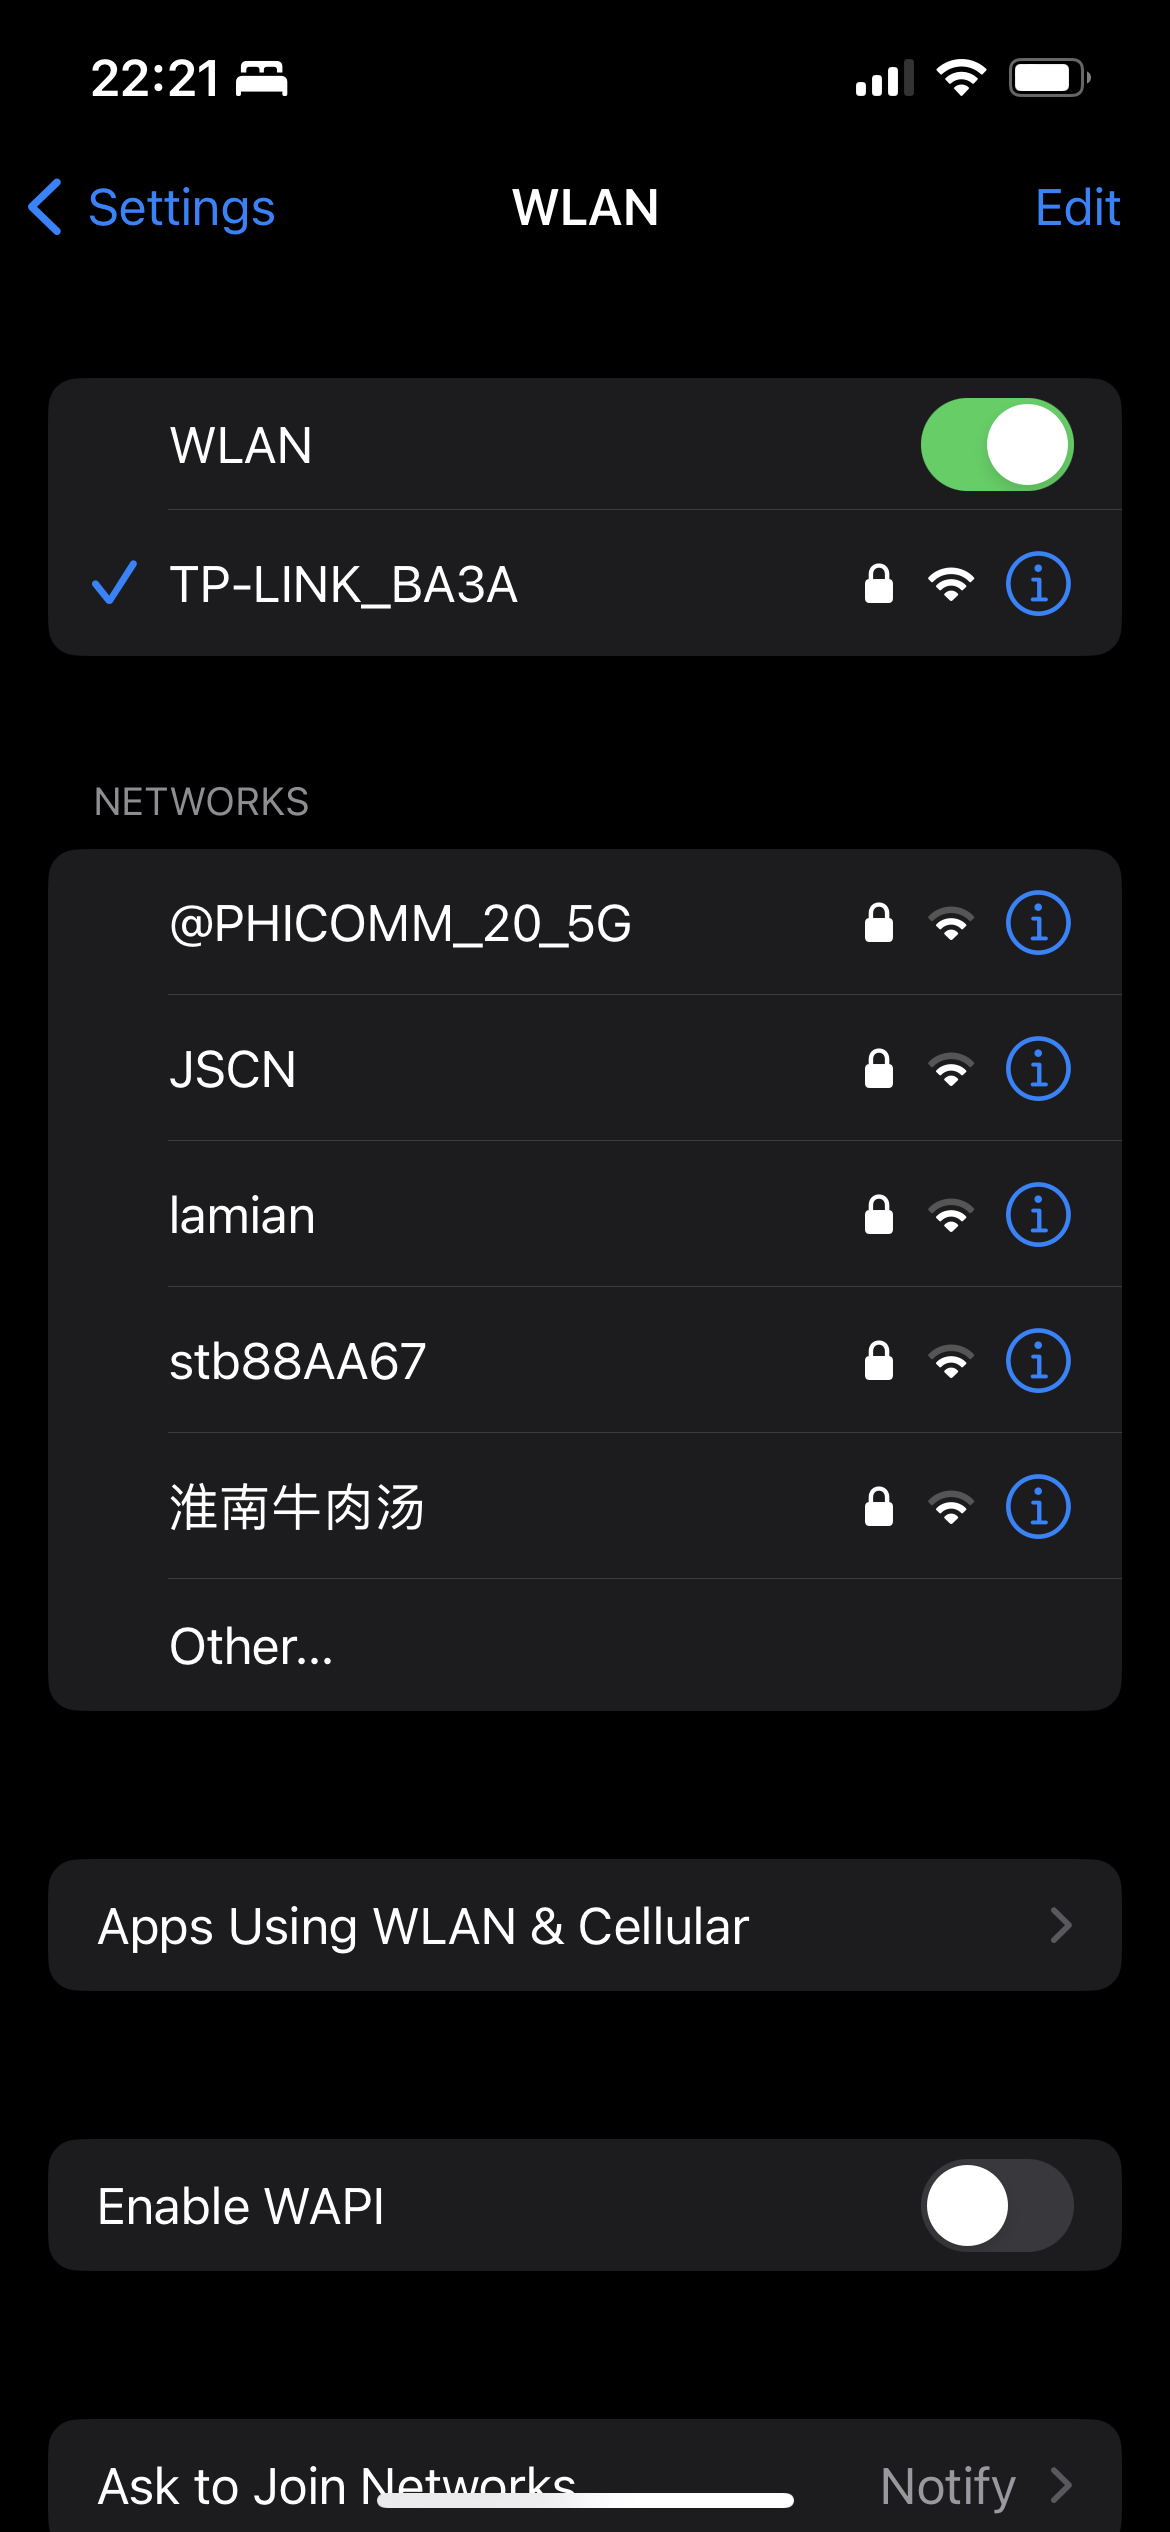 22:21
Settings WLAN Edit
WLAN
TP-LINK_BA3A
NETWORKS
@PHICOMM_20_5G
JSCN
lamian
stb88AA67
淮南牛肉汤
Other...
Apps Using WLAN & Cellular
Enable WAPI
Ask to Join Networks Notify